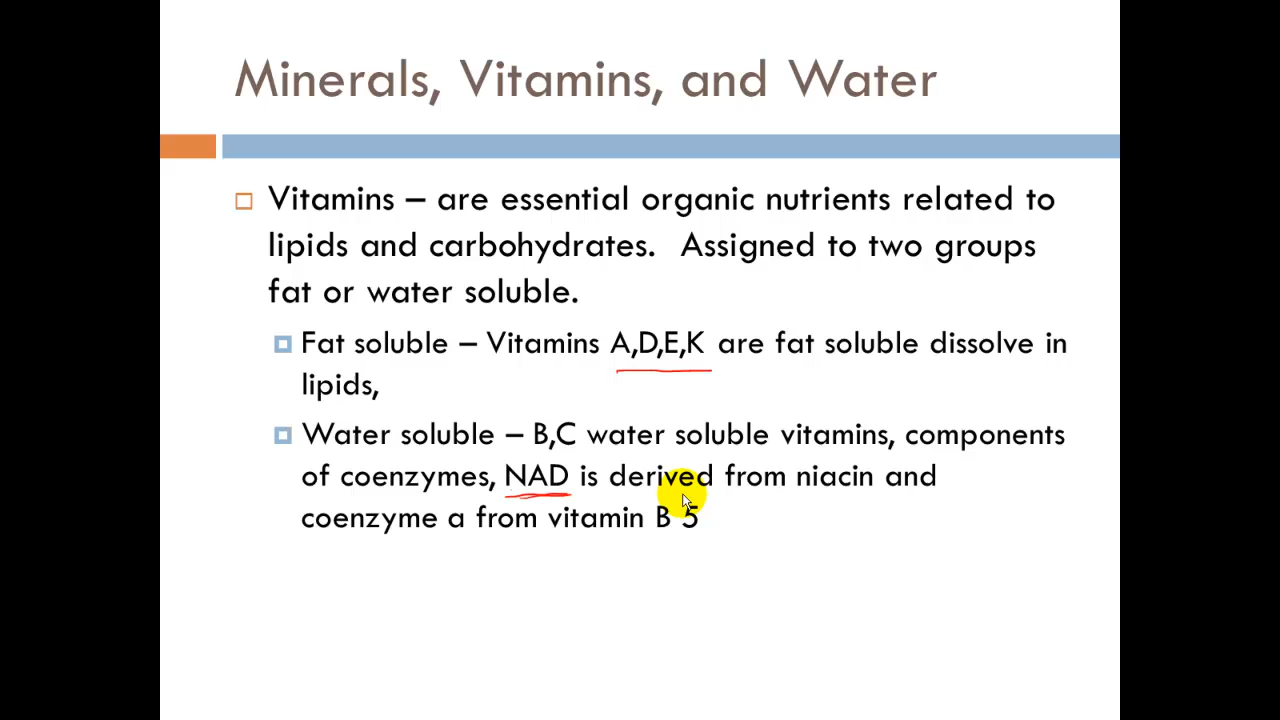 Minerals, Vitamins, and Water
Vitamins – are essential organic nutrients related to
lipids and carbohydrates.  Assigned to two groups
fat or water soluble.
Fat soluble – Vitamins A,D,E,K are fat soluble dissolve in
lipids,
Water soluble – B,C water soluble vitamins, components
of coenzymes, NAD is derived from niacin and
coenzyme a from vitamin B 5